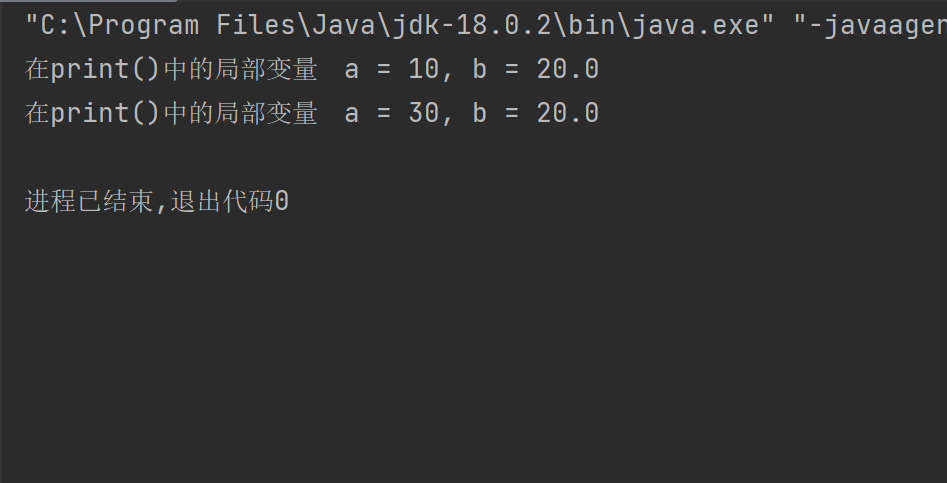 "C:\Program Files\Java\jdk-18.0.2\bin\java.exe" "-javaagen
在print()中的局部变量 a = 10, b = 20.0
在print()中的局部变量 a = 30, b = 20.0
进程已结束,退出代码0